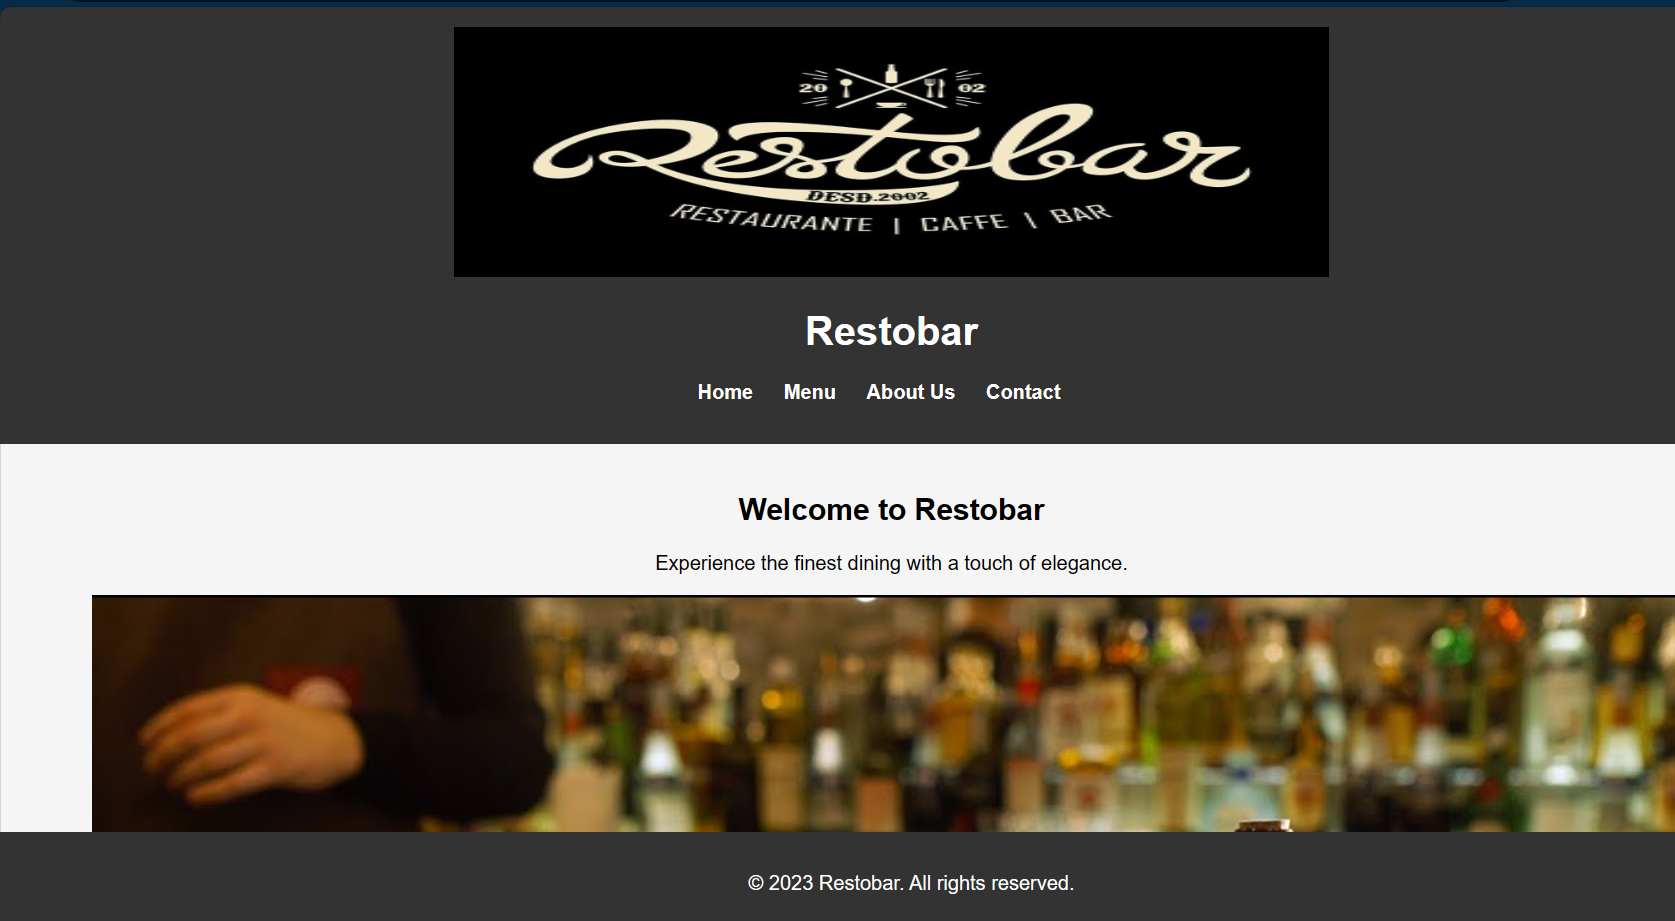 20 02
Restobar
DESD.2002
RESTAURANTE | CAFFE | BAR
Restobar
Home Menu About Us Contact
Welcome to Restobar
Experience the finest dining with a touch of elegance.
© 2023 Restobar. All rights reserved.